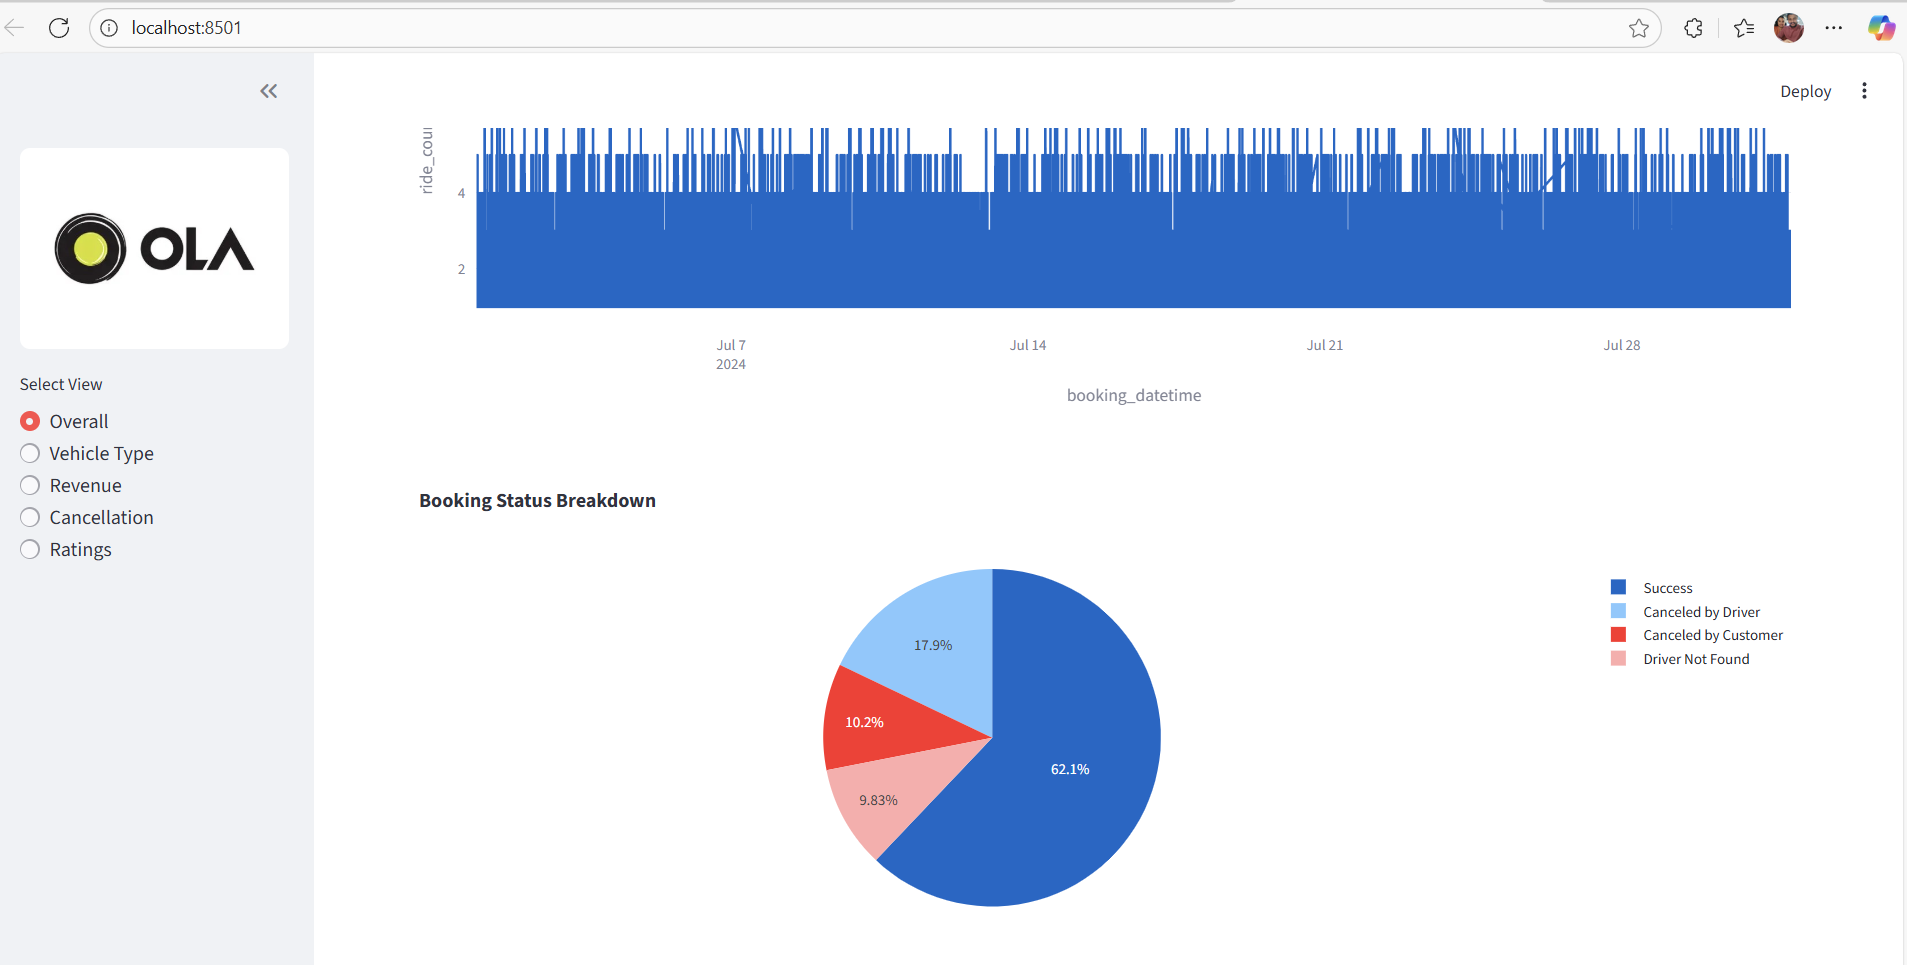 localhost:8501
Deploy
OLA
Select View
Overall
Vehicle Type
Revenue
Cancellation
Ratings
4
2
Jul 7
2024
Jul 14
Jul 21
Jul 28
booking_datetime
Booking Status Breakdown
17.9%
10.2%
9.83%
62.1%
Success
Canceled by Driver
Canceled by Customer
Driver Not Found